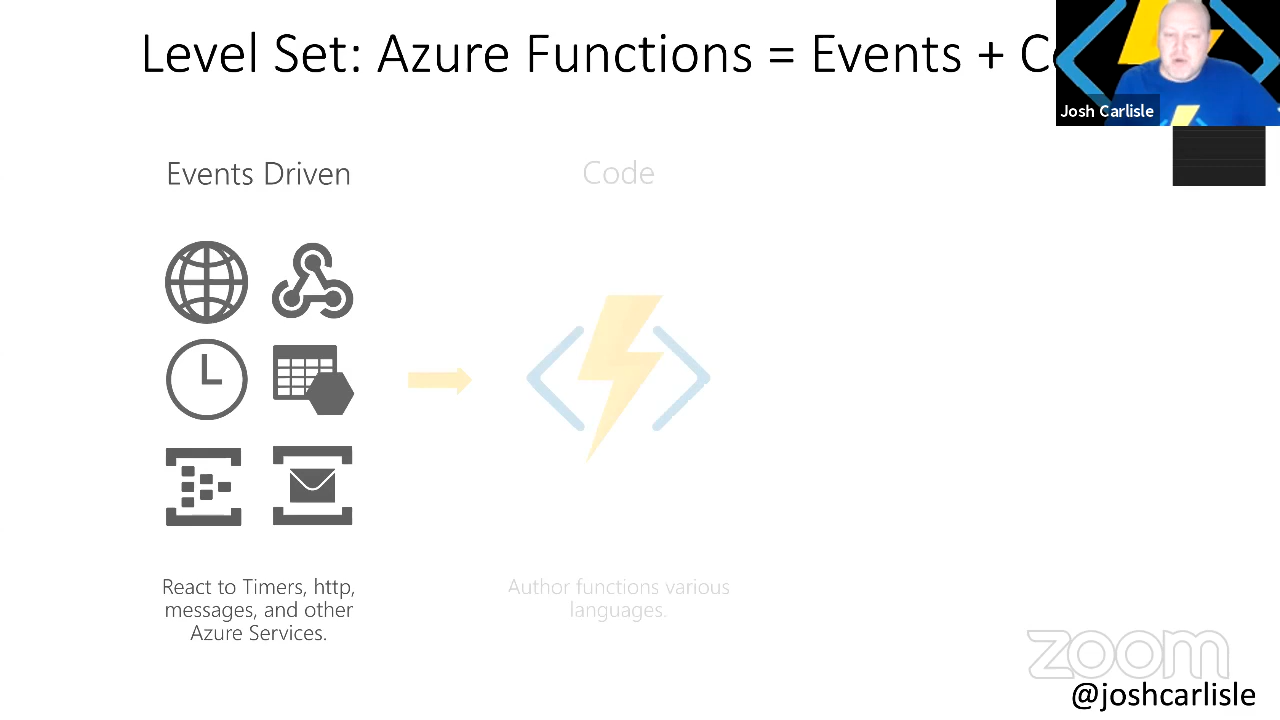 Level Set: Azure Functions = Events + C
Josh Carlisle
Events Driven
Code
React to Timers, http,
messages, and other
Azure Services.
Author functions various
languages.
zoom
@joshcarlisle